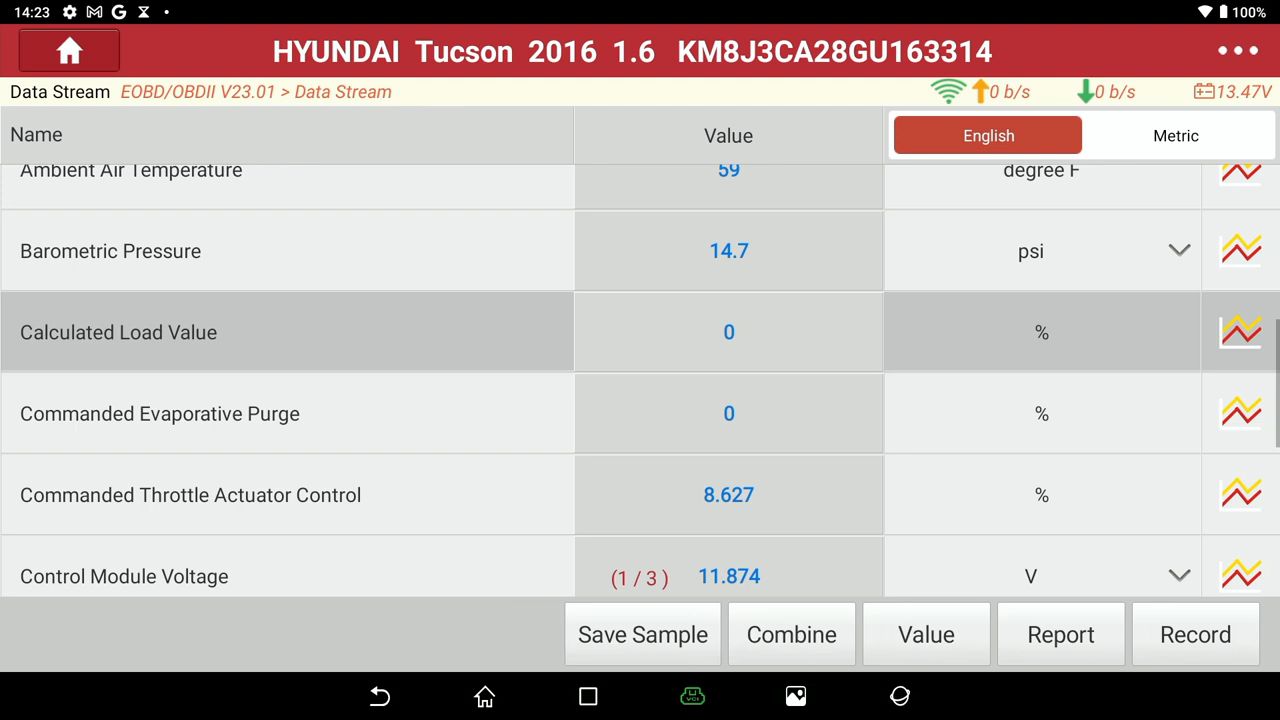 14:23 100%
HYUNDAI Tucson 2016 1.6 KM8J3CA28GU163314
Data Stream EOBD/OBDII V23.01 > Data Stream 0 b/s 0 b/s 13.47V
Name Value English Metric
Ambient Air Temperature 59 degree F
Barometric Pressure 14.7 psi
Calculated Load Value 0 %
Commanded Evaporative Purge 0 %
Commanded Throttle Actuator Control 8.627 %
Control Module Voltage (1 / 3 ) 11.874 V
Save Sample Combine Value Report Record
VCI